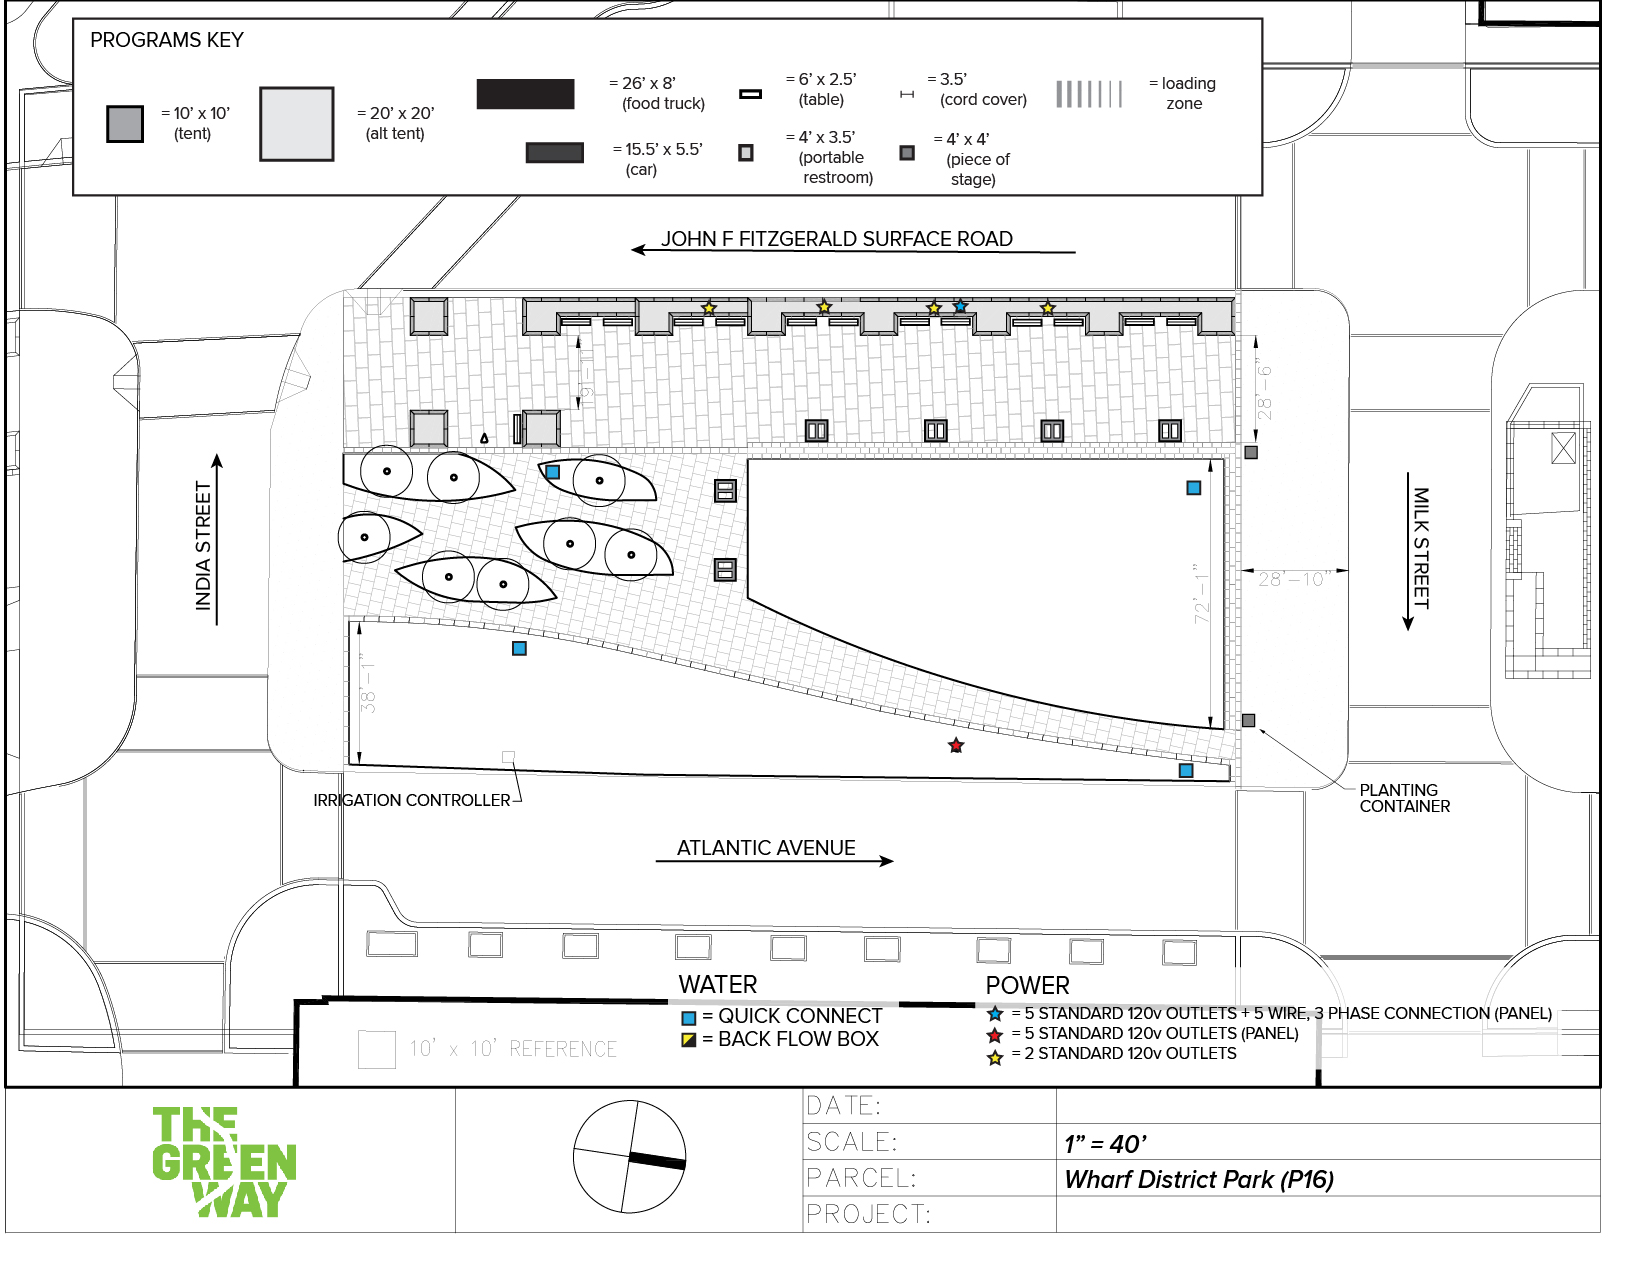 PROGRAMS KEY
= 10’ x 10’
(tent)
= 20’ x 20’
(alt tent)
= 26’ x 8’
(food truck)
= 15.5’ x 5.5’
(car)
= 6’ x 2.5’
(table)
= 4’ x 3.5’
(portable
restroom)
= 3.5’
(cord cover)
= 4’ x 4’
(piece of
stage)
= loading
zone
JOHN F FITZGERALD SURFACE ROAD
28’-6”
INDIA STREET
MILK STREET
28’-10”
72’-1”
38’-1”
IRRIGATION CONTROLLER
PLANTING
CONTAINER
ATLANTIC AVENUE
WATER
= QUICK CONNECT
= BACK FLOW BOX
POWER
= 5 STANDARD 120v OUTLETS + 5 WIRE, 3 PHASE CONNECTION (PANEL)
= 5 STANDARD 120v OUTLETS (PANEL)
= 2 STANDARD 120v OUTLETS
10’ x 10’ REFERENCE
THE
GREEN
WAY
DATE:
SCALE: 1” = 40’
PARCEL: Wharf District Park (P16)
PROJECT: